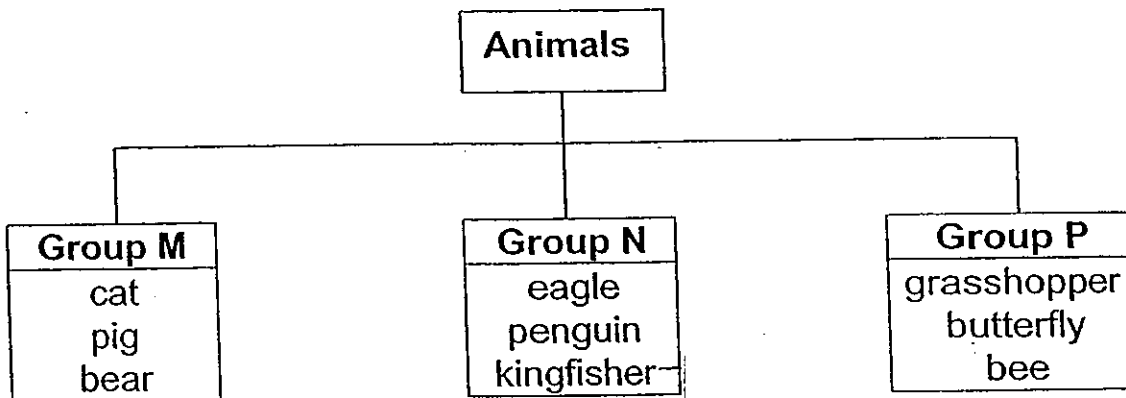 Animals
Group M
cat
pig
bear
Group N
eagle
penguin
kingfisher
Group P
grasshopper
butterfly
bee